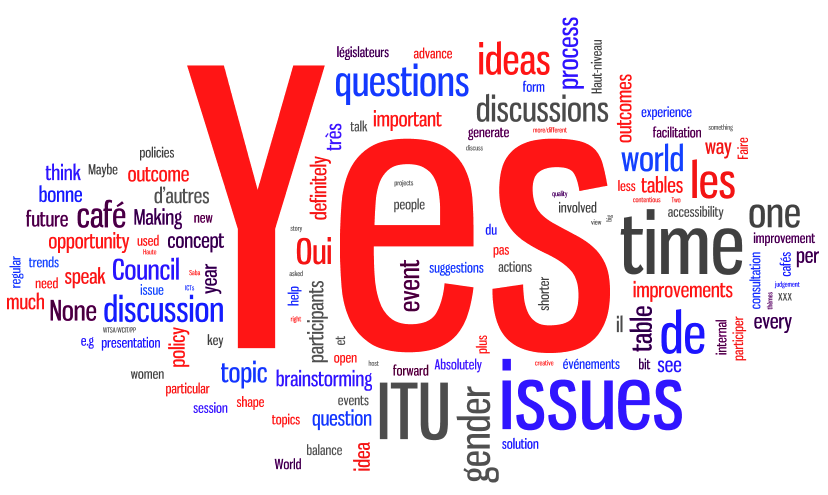 Yes
législateurs
advance
ideas
process
Haut-niveau
questions
form
discussions
outcomes
experience
important
talk
très
generate
more/different
facilitation
something
discuss
way
Faire
policies
Maybe
think
outcome
definitely
world
bonne
d'autres
projects
quality
less
tables
les
contentious
Two
people
involved
future
café
Making
new
story
view
big
accessibility
time
one
du
opportunity
used
concept
Oui
pas
improvement
Haute
regular
trends
Council
Saba
year
asked
event
suggestions
actions
consultation
cafés
per
need
speak
issue
ICTs
help
participants
shorter
improvements
judgement
thèmes
xxx
much
None
discussion
right
il
table
de
internal
participer
every
WTSA/WCIT/PP
e.g
presentation
policy
key
et
open
plus
host
creative
événements
bit
see
women
topic
brainstorming
forward
Absolutely
particular
session
shape
events
ITU
gender
issues
topics
question
solution
balance
idea
World